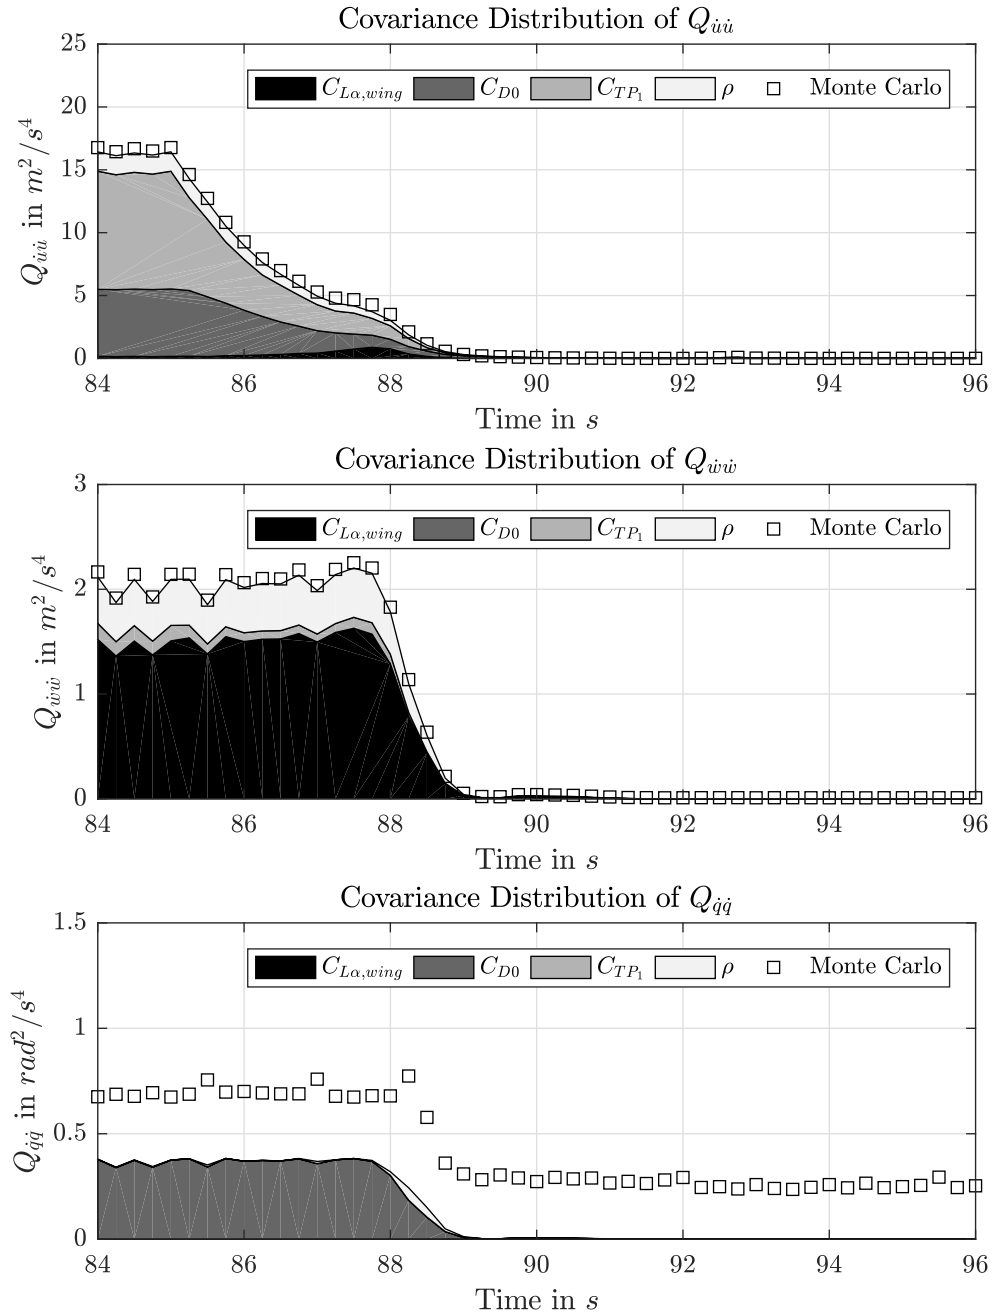 Covariance Distribution of Q_{u̇u̇}
Q_{u̇u̇} in m²/s⁴
25
20
15
10
5
0
C_{Lα,wing} C_{D0} C_{TP₁} ρ Monte Carlo
84 86 88 90 92 94 96
Time in s
Covariance Distribution of Q_{ẇẇ}
Q_{ẇẇ} in m²/s⁴
3
2
1
0
C_{Lα,wing} C_{D0} C_{TP₁} ρ Monte Carlo
84 86 88 90 92 94 96
Time in s
Covariance Distribution of Q_{q̇q̇}
Q_{q̇q̇} in rad²/s⁴
1.5
1
0.5
0
C_{Lα,wing} C_{D0} C_{TP₁} ρ Monte Carlo
84 86 88 90 92 94 96
Time in s